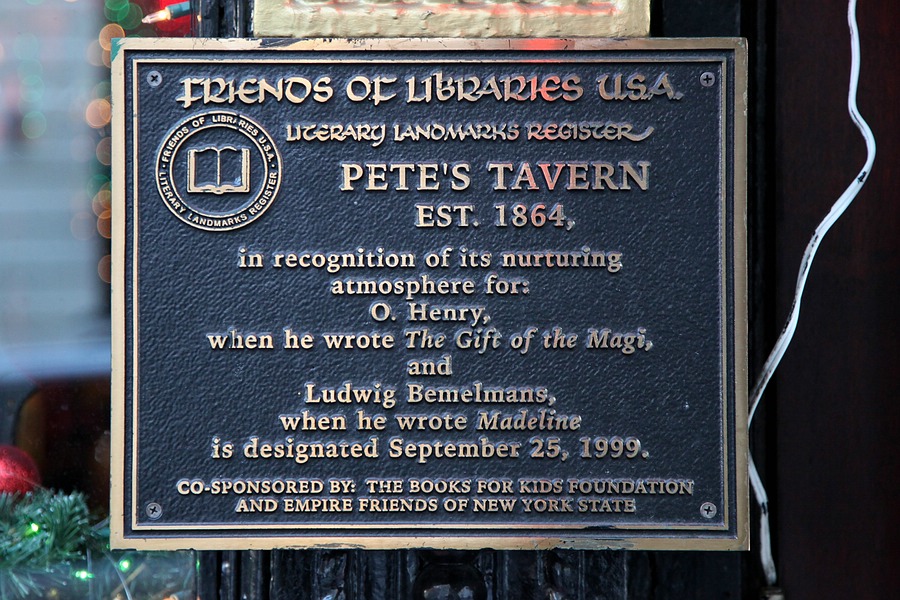 FRIENDS OF LIBRARIES U.S.A.
LITERARY LANDMARKS REGISTER
FRIENDS OF LIBRARIES U.S.A.
LITERARY LANDMARKS REGISTER
PETE'S TAVERN
EST. 1864,
in recognition of its nurturing
atmosphere for:
O. Henry,
when he wrote The Gift of the Magi,
and
Ludwig Bemelmans,
when he wrote Madeline
is designated September 25, 1999.
CO-SPONSORED BY: THE BOOKS FOR KIDS FOUNDATION
AND EMPIRE FRIENDS OF NEW YORK STATE